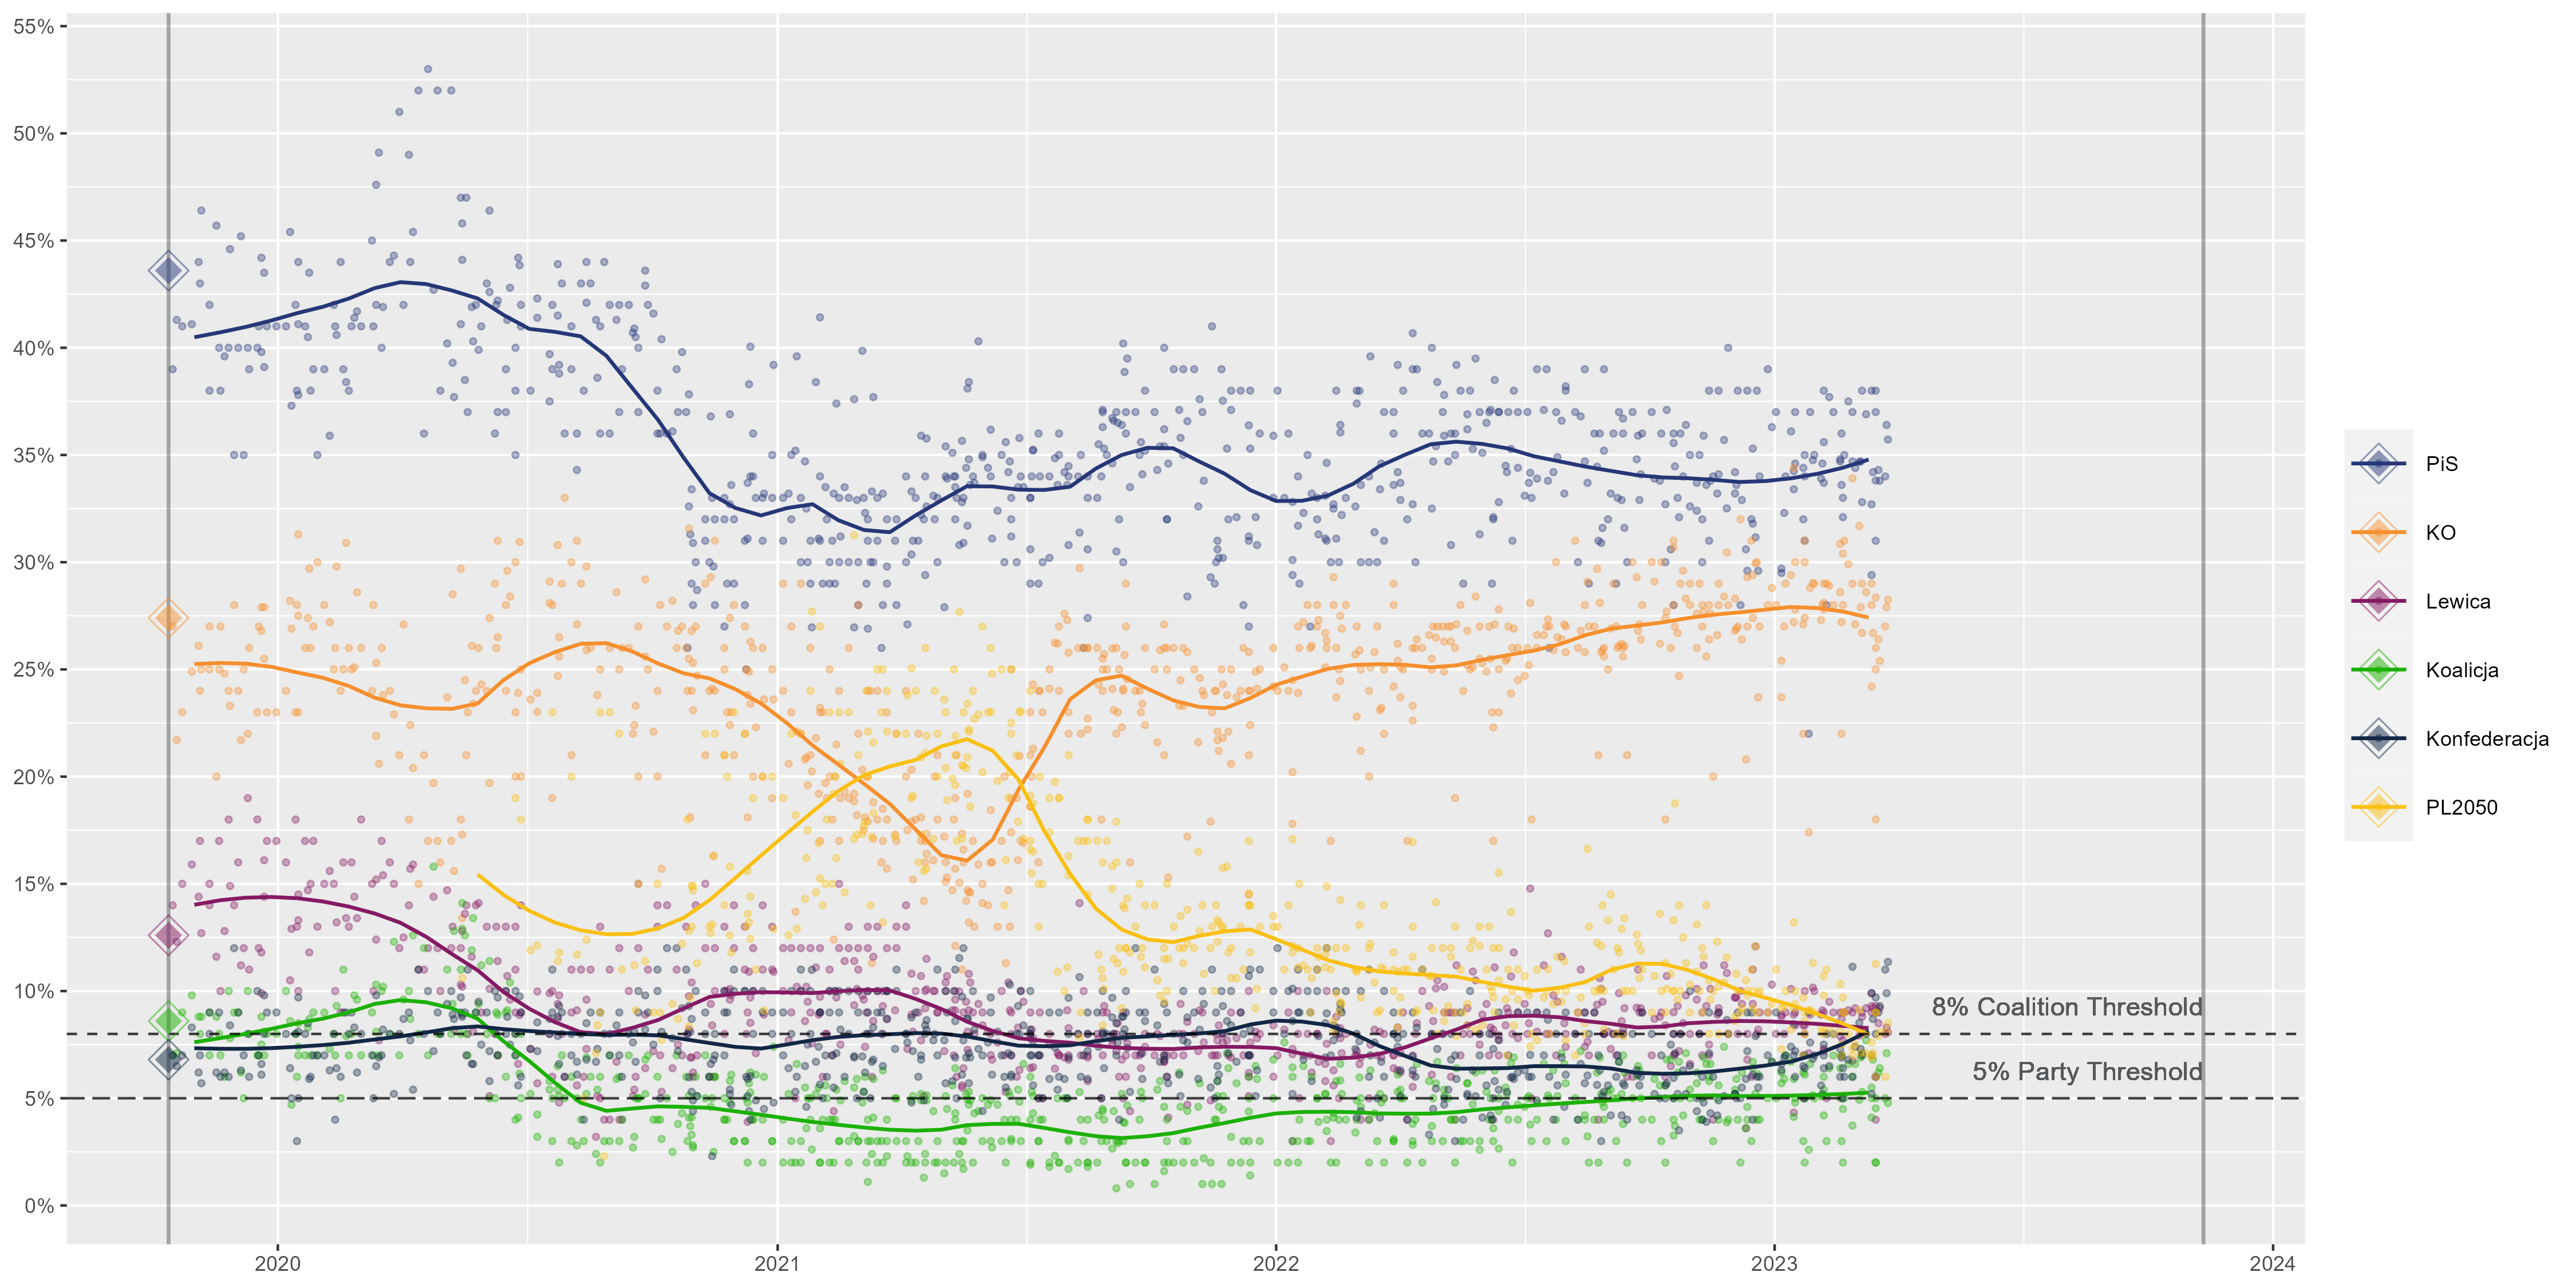 55%
50%
45%
40%
35%
30%
25%
20%
15%
10%
5%
0%
8% Coalition Threshold
5% Party Threshold
2020
2021
2022
2023
2024
PiS
KO
Lewica
Koalicja
Konfederacja
PL2050